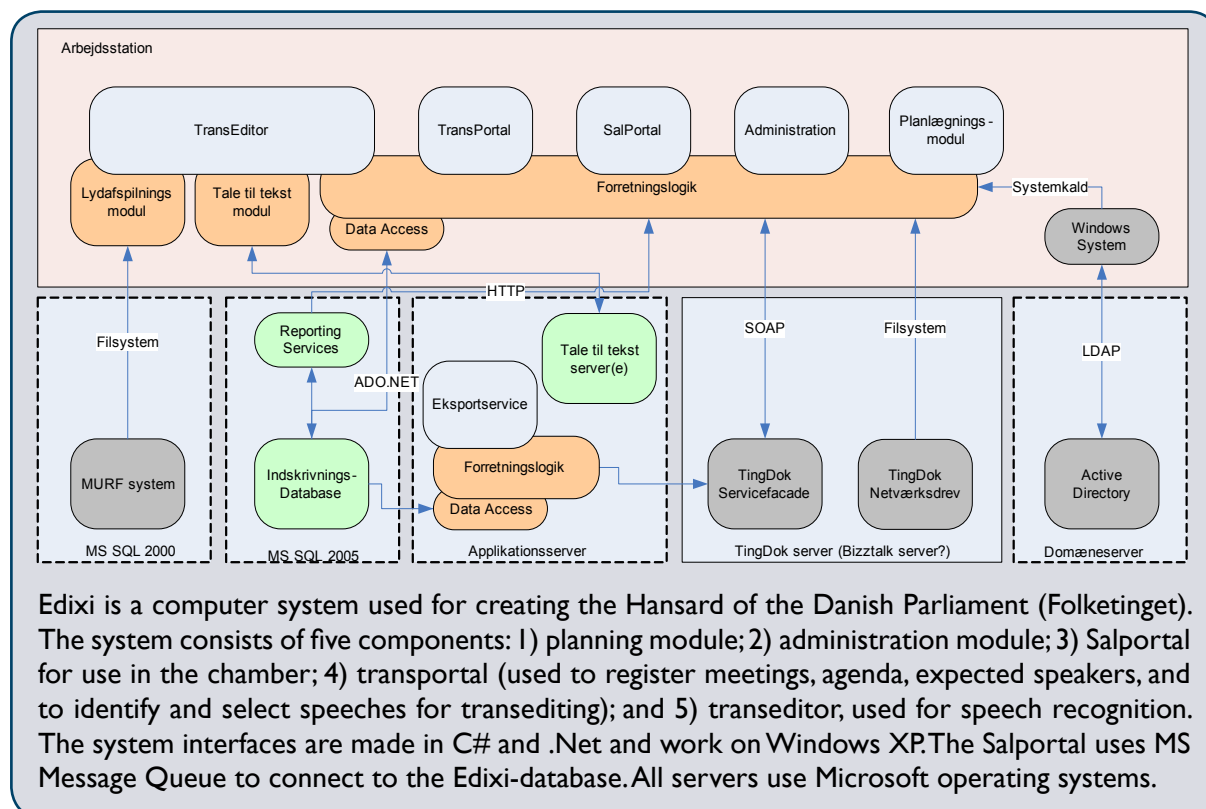 Arbejdsstation
TransEditor
TransPortal
SalPortal
Administration
Planlægnings-
modul
Lydafspilnings
modul
Tale til tekst
modul
Forretningslogik
Data Access
Systemkald
Windows
System
HTTP
Filsystem
Reporting
Services
ADO.NET
Tale til tekst
server(e)
SOAP
Filsystem
LDAP
Eksportservice
MURF system
Indskrivnings-
Database
Forretningslogik
Data Access
TingDok
Servicefacade
TingDok
Netværksdrev
Active
Directory
MS SQL 2000
MS SQL 2005
Applikationsserver
TingDok server (Bizztalk server?)
Domæneserver
Edixi is a computer system used for creating the Hansard of the Danish Parliament (Folketinget).
The system consists of five components: 1) planning module; 2) administration module; 3) Salportal
for use in the chamber; 4) transportal (used to register meetings, agenda, expected speakers, and
to identify and select speeches for transediting); and 5) transeditor, used for speech recognition.
The system interfaces are made in C# and .Net and work on Windows XP. The Salportal uses MS
Message Queue to connect to the Edixi-database. All servers use Microsoft operating systems.